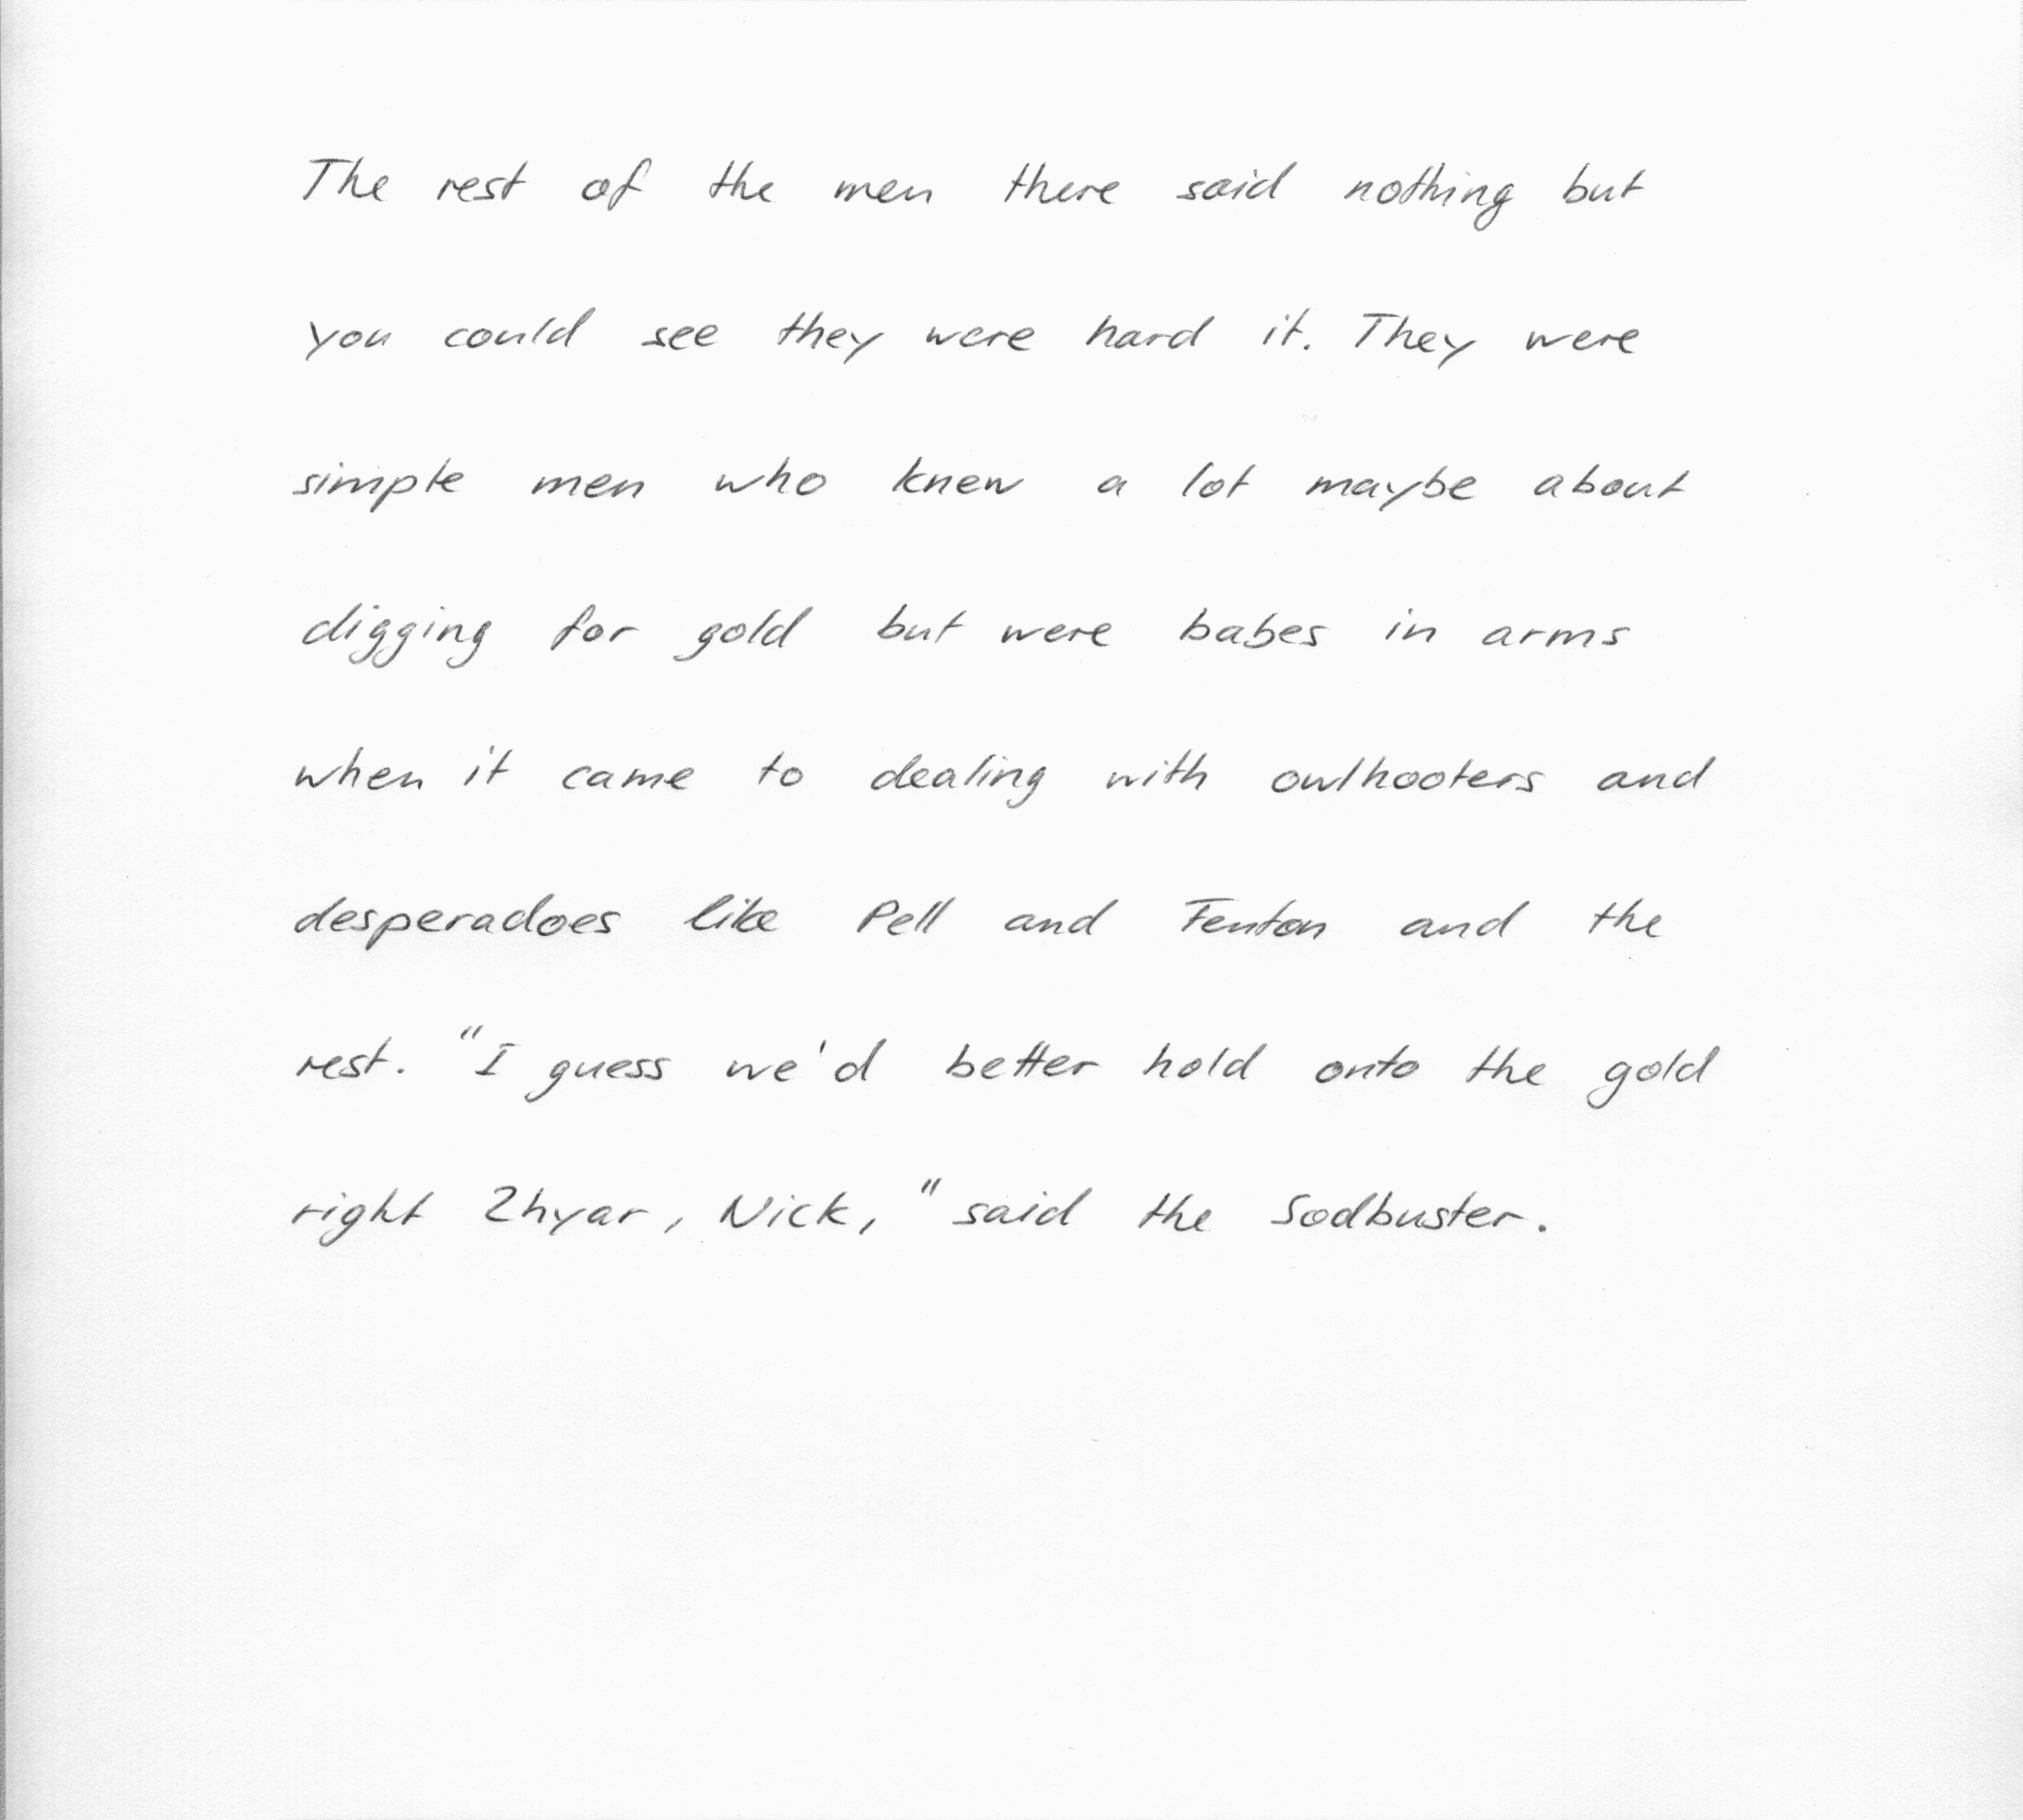 The rest of the men there said nothing but
you could see they were hard it. They were
simple men who knew a lot maybe about
digging for gold but were babes in arms
when it came to dealing with owlhooters and
desperadoes like Pell and Fenton and the
rest. "I guess we'd better hold onto the gold
right 2hyar, Nick," said the Sodbuster.